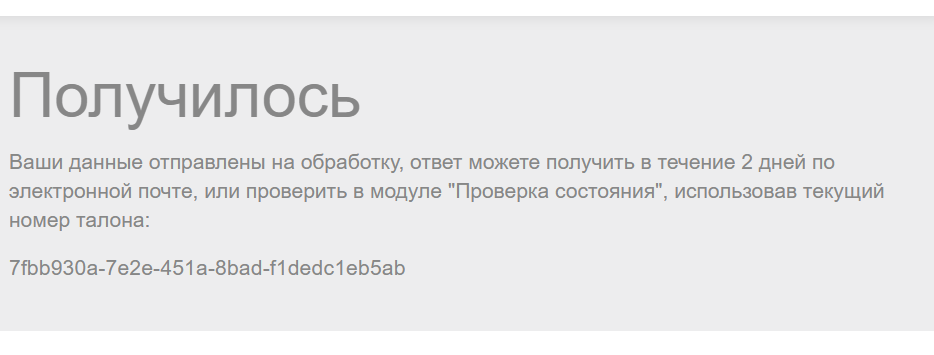 Получилось
Ваши данные отправлены на обработку, ответ можете получить в течение 2 дней по
электронной почте, или проверить в модуле "Проверка состояния", использовав текущий
номер талона:
7fbb930a-7e2e-451a-8bad-f1dedc1eb5ab